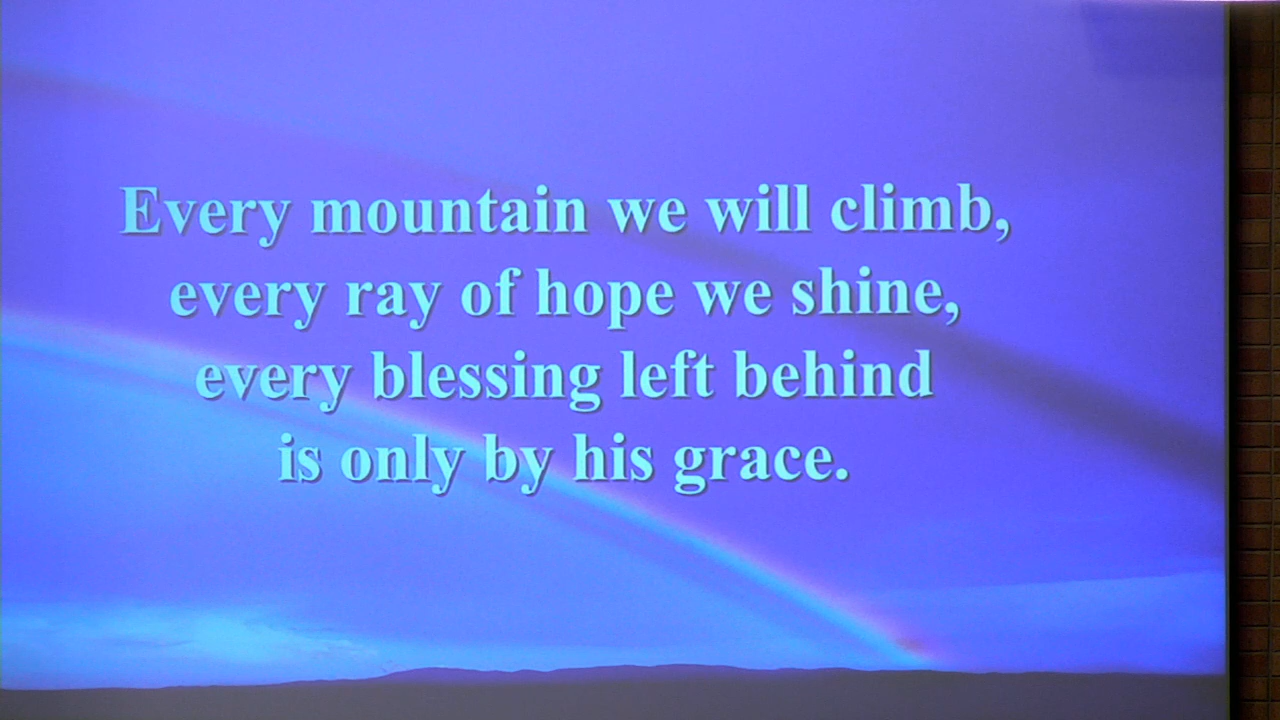 Every mountain we will climb,
every ray of hope we shine,
every blessing left behind
is only by his grace.